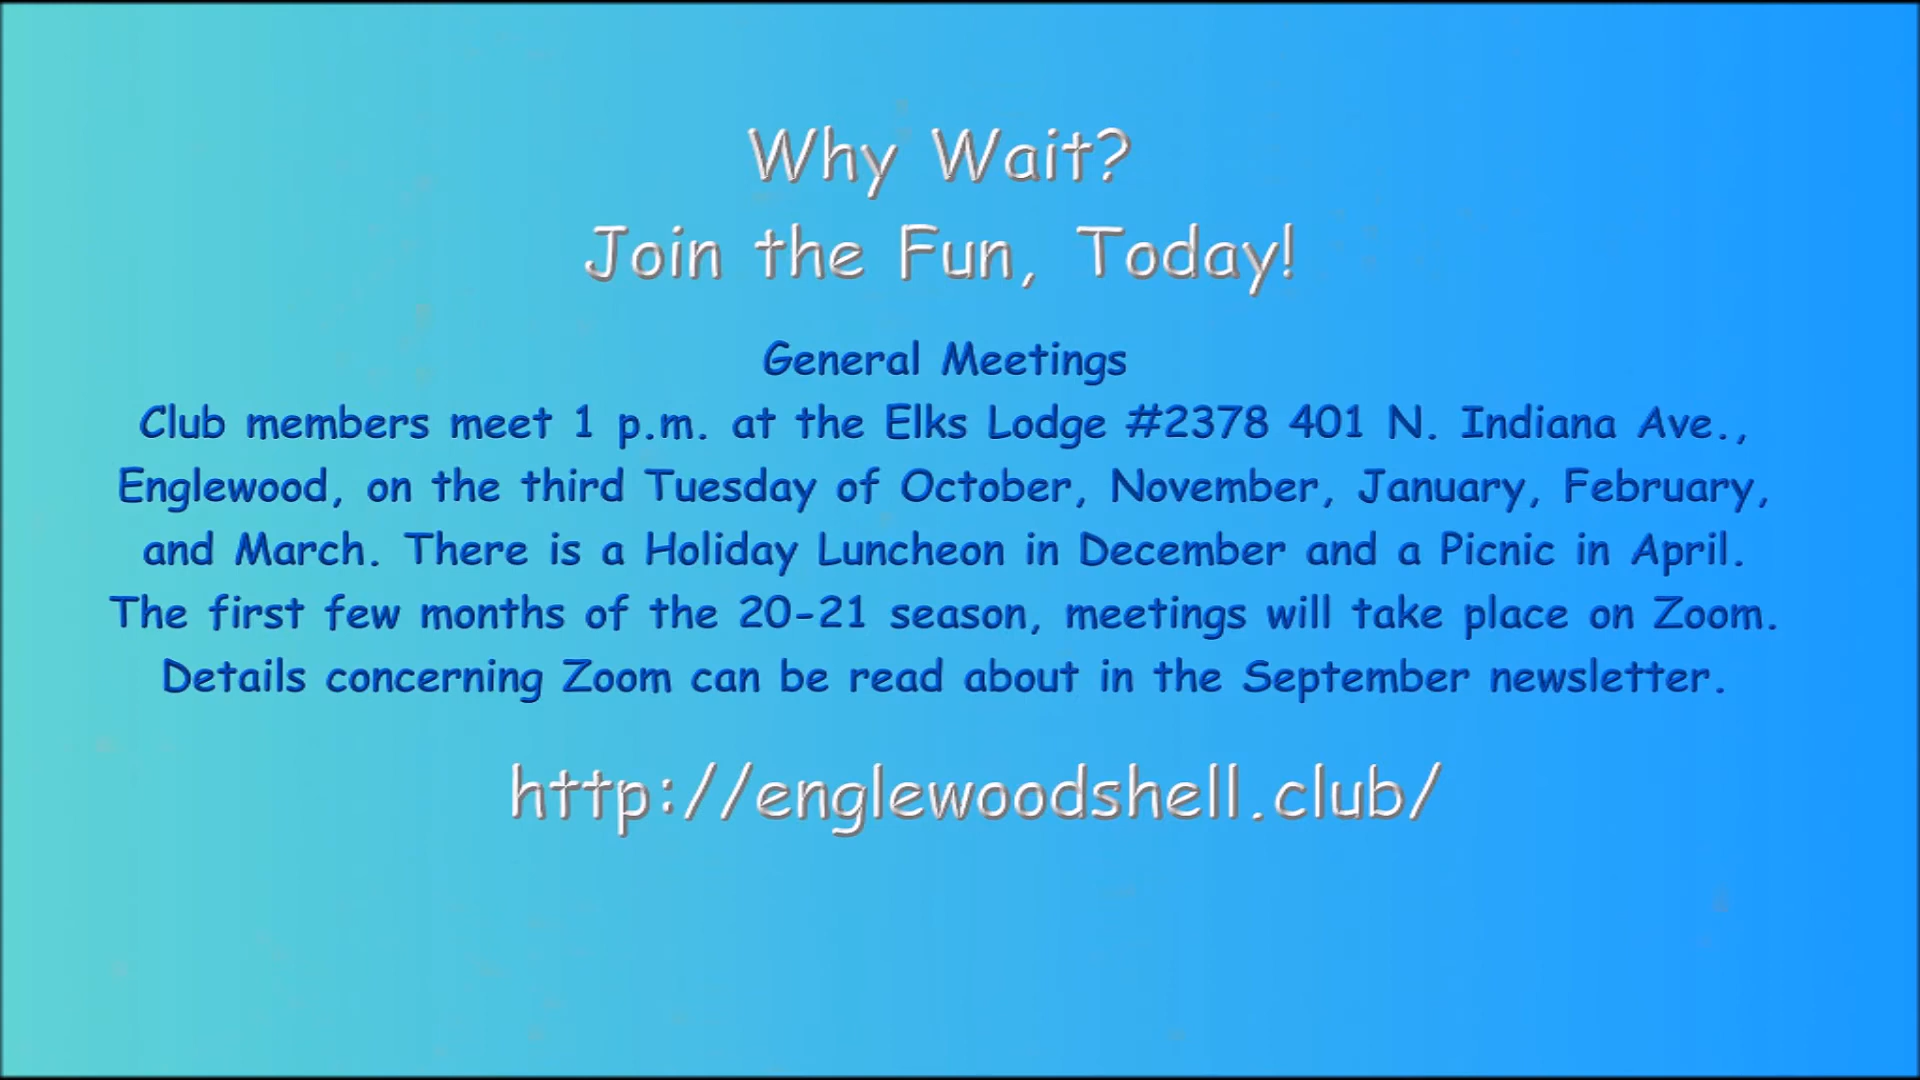 Why Wait?
Join the Fun, Today!
General Meetings
Club members meet 1 p.m. at the Elks Lodge #2378 401 N. Indiana Ave.,
Englewood, on the third Tuesday of October, November, January, February,
and March. There is a Holiday Luncheon in December and a Picnic in April.
The first few months of the 20-21 season, meetings will take place on Zoom.
Details concerning Zoom can be read about in the September newsletter.
http://englewoodshell.club/